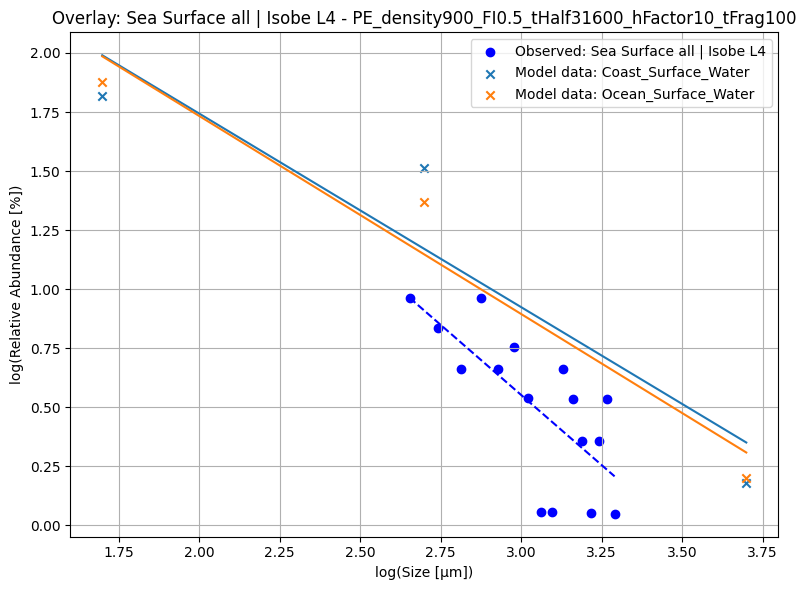 Overlay: Sea Surface all | Isobe L4 - PE_density900_FI0.5_tHalf31600_hFactor10_tFrag100
Observed: Sea Surface all | Isobe L4
Model data: Coast_Surface_Water
Model data: Ocean_Surface_Water
log(Relative Abundance [%])
2.00
1.75
1.50
1.25
1.00
0.75
0.50
0.25
0.00
1.75 2.00 2.25 2.50 2.75 3.00 3.25 3.50 3.75
log(Size [μm])